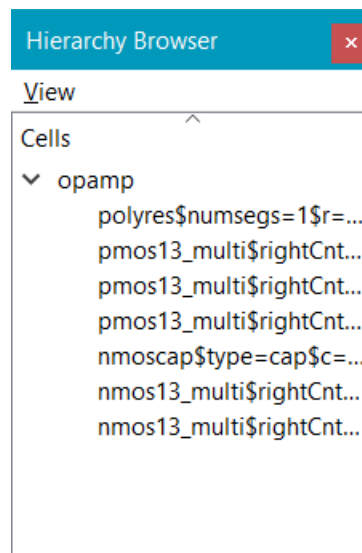 Hierarchy Browser
View
Cells
opamp
polyres$numsegs=1$r=...
pmos13_multi$rightCnt...
pmos13_multi$rightCnt...
pmos13_multi$rightCnt...
nmoscap$type=cap$c=...
nmos13_multi$rightCnt...
nmos13_multi$rightCnt...